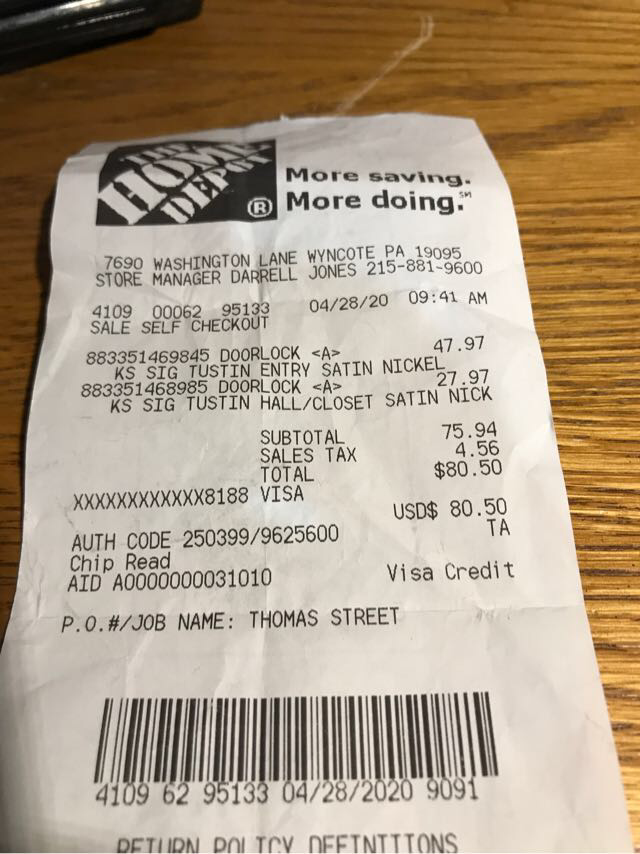 THE
HOME
DEPOT
®
More saving.
More doing.℠
7690 WASHINGTON LANE WYNCOTE PA 19095
STORE MANAGER DARRELL JONES 215-881-9600
4109 00062 95133 04/28/20 09:41 AM
SALE SELF CHECKOUT
883351469845 DOORLOCK <A> 47.97
KS SIG TUSTIN ENTRY SATIN NICKEL
883351468985 DOORLOCK <A> 27.97
KS SIG TUSTIN HALL/CLOSET SATIN NICK
SUBTOTAL 75.94
SALES TAX 4.56
TOTAL $80.50
XXXXXXXXXXXX8188 VISA
USD$ 80.50
AUTH CODE 250399/9625600 TA
Chip Read
AID A0000000031010 Visa Credit
P.O.#/JOB NAME: THOMAS STREET
4109 62 95133 04/28/2020 9091
RETURN POLICY DEFINITIONS